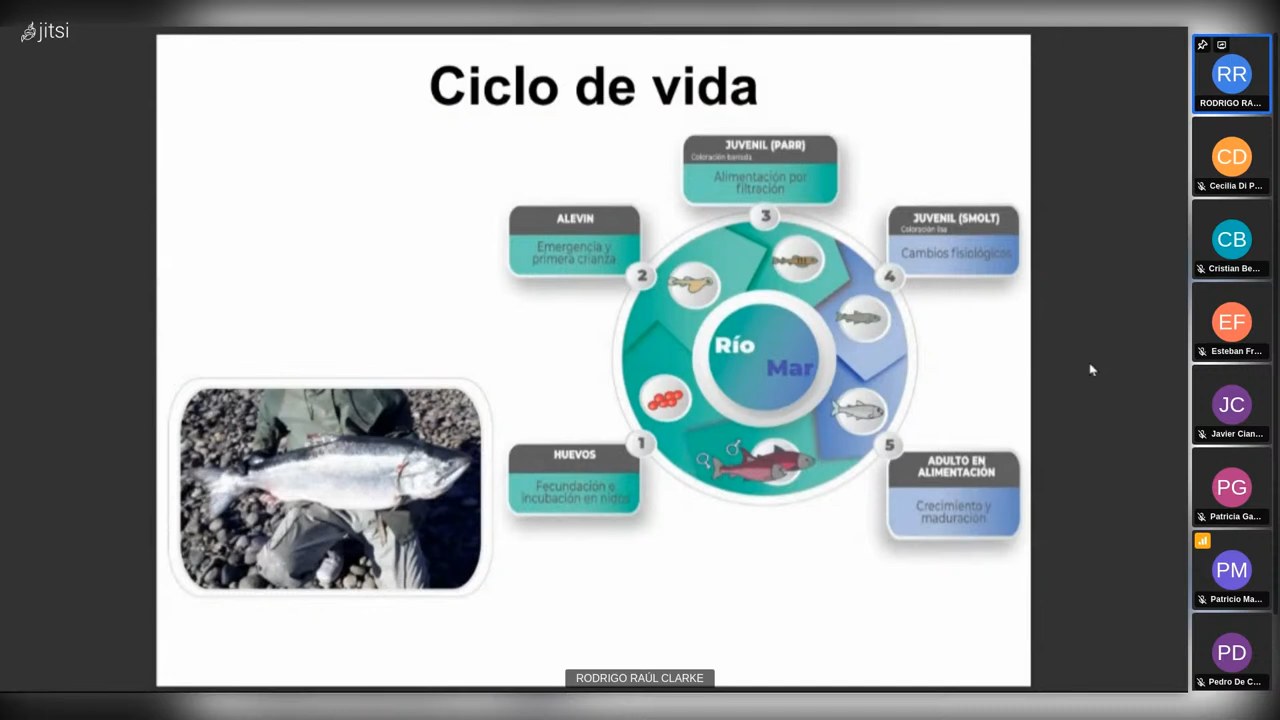 jitsi
Ciclo de vida
JUVENIL (PARR)
Coloración barrada
Alimentación por
filtración
3
ALEVIN
Emergencia y
primera crianza
2
JUVENIL (SMOLT)
Coloración lisa
Cambios fisiológicos
4
Río
Mar
HUEVOS
Fecundación e
incubación en nidos
1
5
ADULTO EN
ALIMENTACIÓN
Crecimiento y
maduración
RODRIGO RAÚL CLARKE
RR
RODRIGO RA...
CD
Cecilia Di P...
CB
Cristian Be...
EF
Esteban Fr...
JC
Javier Cian...
PG
Patricia Ga...
PM
Patricio Ma...
PD
Pedro De C...